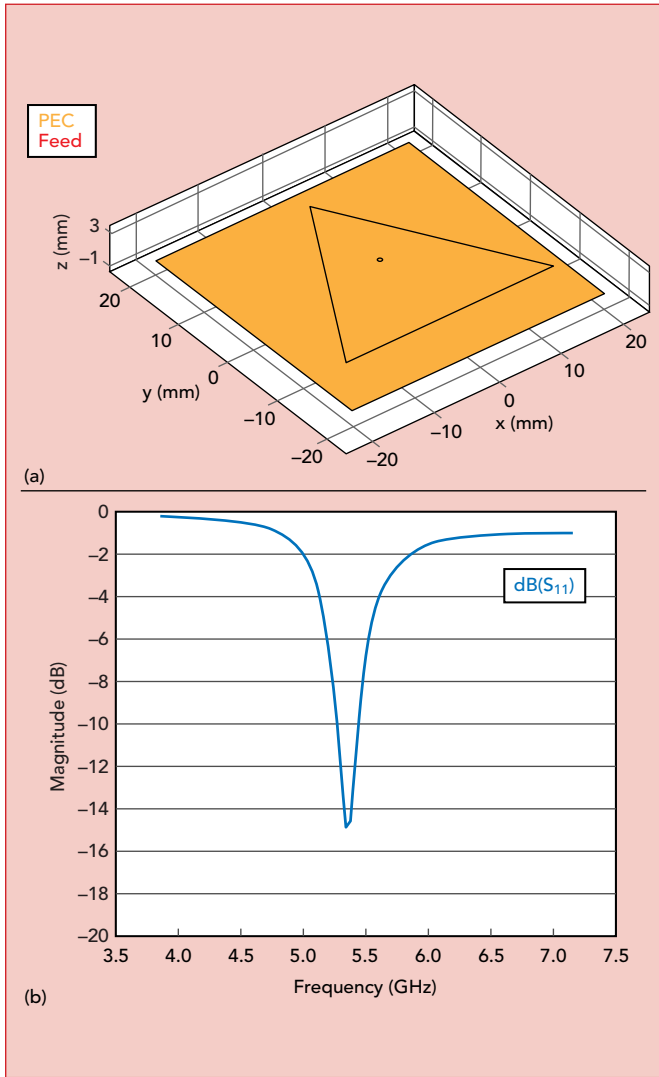 PEC
Feed
z (mm)
3
–1
20
10
0
–10
–20
y (mm)
20
10
0
–10
–20
x (mm)
(a)
0
–2
–4
–6
–8
–10
–12
–14
–16
–18
–20
Magnitude (dB)
dB(S₁₁)
3.5 4.0 4.5 5.0 5.5 6.0 6.5 7.0 7.5
Frequency (GHz)
(b)